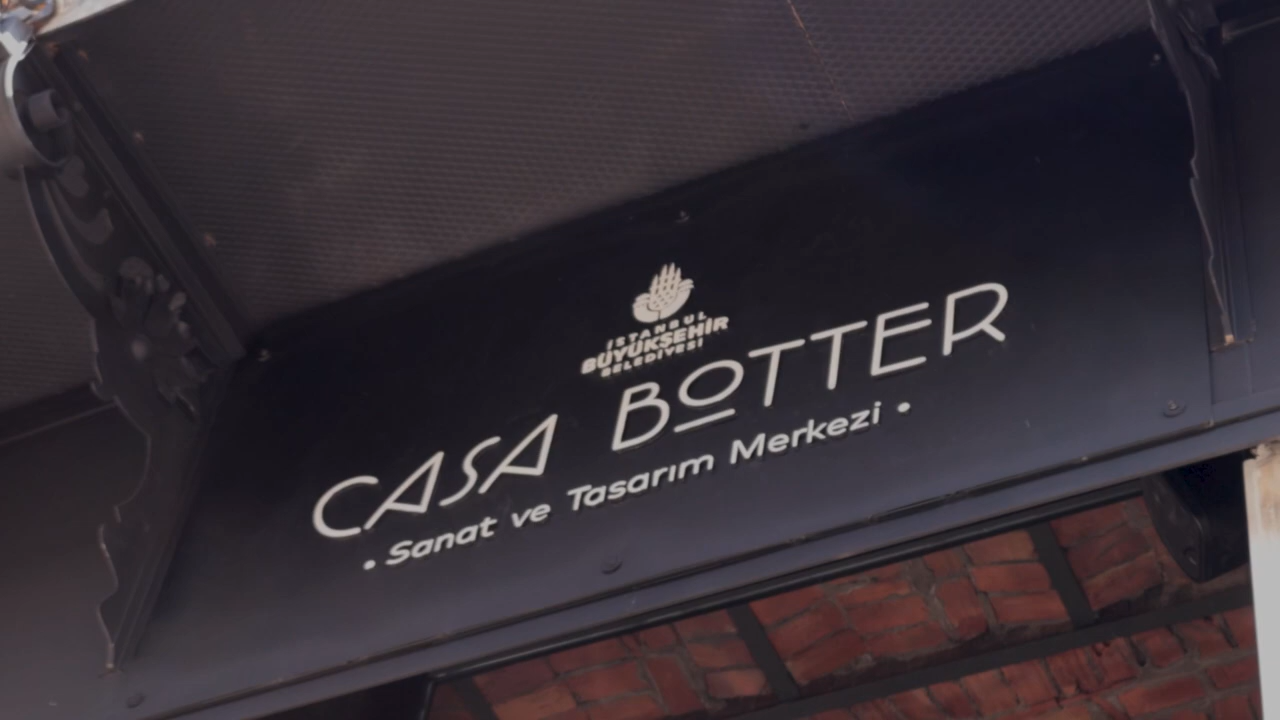 İSTANBUL
BÜYÜKŞEHİR
BELEDİYESİ
CASA BOTTER
• Sanat ve Tasarım Merkezi •